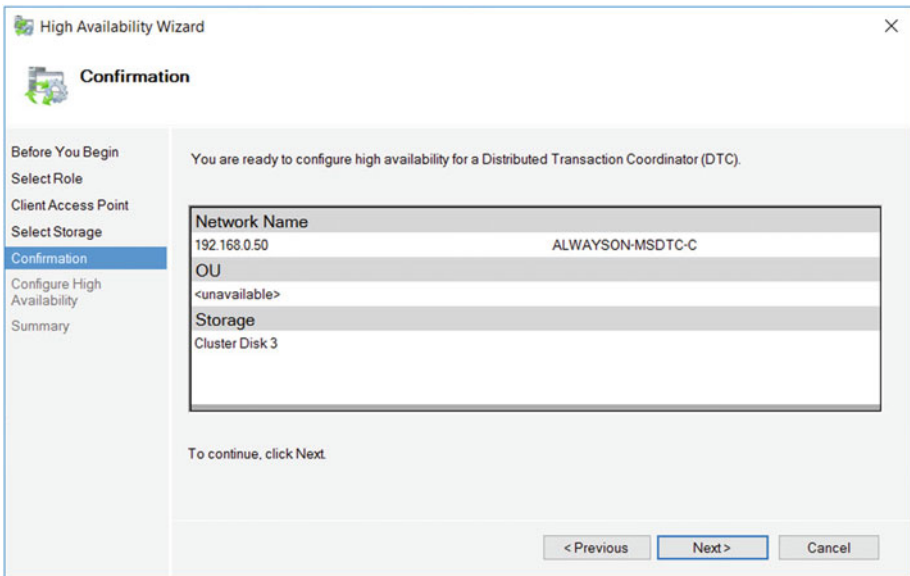 High Availability Wizard
Confirmation
Before You Begin
Select Role
Client Access Point
Select Storage
Confirmation
Configure High
Availability
Summary
You are ready to configure high availability for a Distributed Transaction Coordinator (DTC).
Network Name
192.168.0.50 ALWAYSON-MSDTC-C
OU
<unavailable>
Storage
Cluster Disk 3
To continue, click Next.
< Previous Next > Cancel